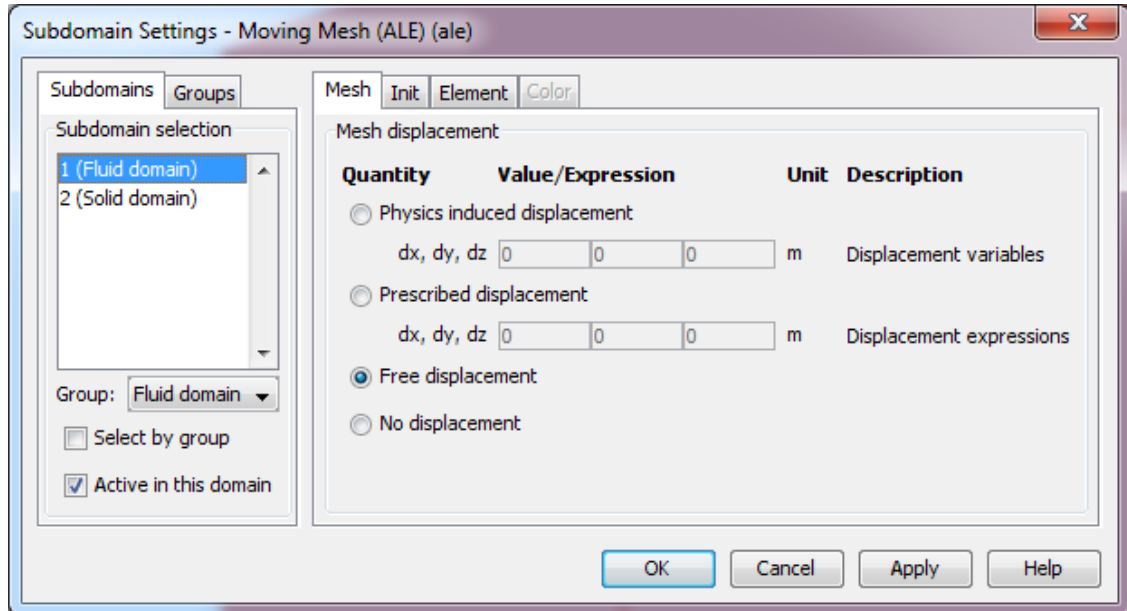 Subdomain Settings - Moving Mesh (ALE) (ale)
Subdomains Groups
Subdomain selection
1 (Fluid domain)
2 (Solid domain)
Group: Fluid domain
Select by group
Active in this domain
Mesh Init Element Color
Mesh displacement
Quantity Value/Expression Unit Description
Physics induced displacement
dx, dy, dz 0 0 0 m Displacement variables
Prescribed displacement
dx, dy, dz 0 0 0 m Displacement expressions
Free displacement
No displacement
OK Cancel Apply Help